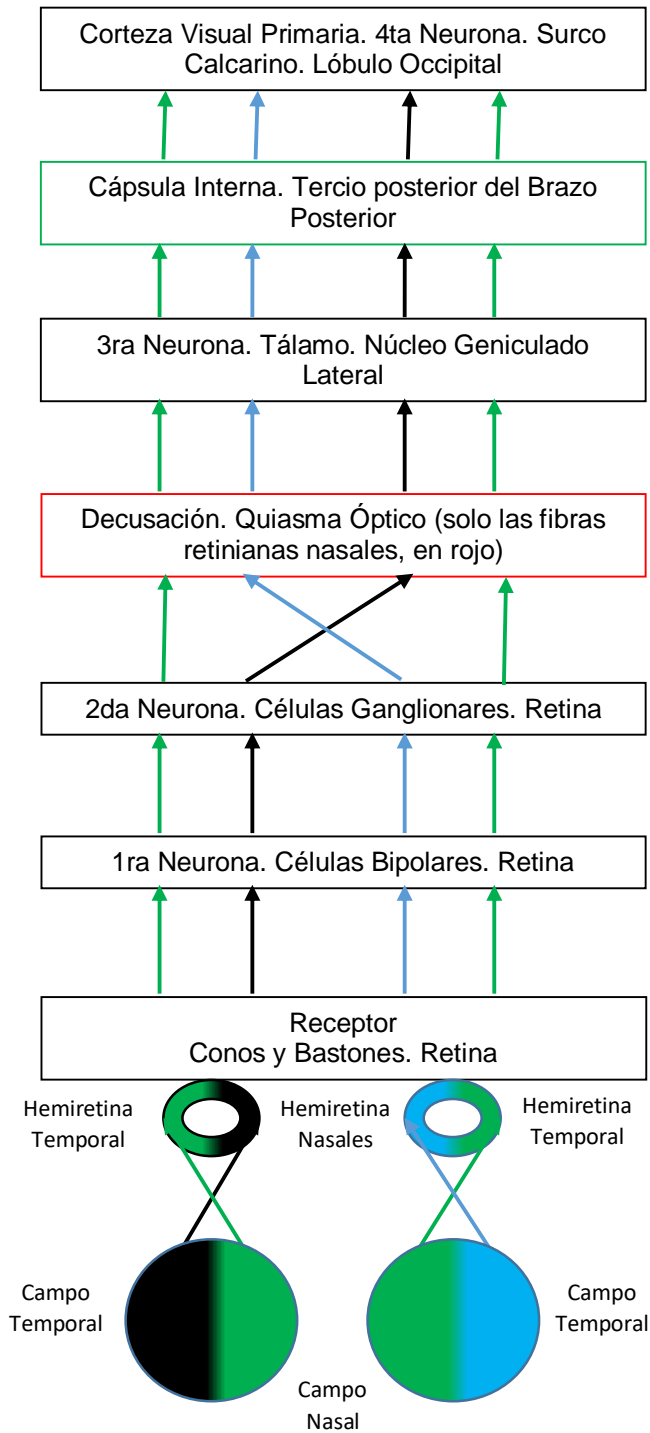 Corteza Visual Primaria. 4ta Neurona. Surco
Calcarino. Lóbulo Occipital
Cápsula Interna. Tercio posterior del Brazo
Posterior
3ra Neurona. Tálamo. Núcleo Geniculado
Lateral
Decusación. Quiasma Óptico (solo las fibras
retinianas nasales, en rojo)
2da Neurona. Células Ganglionares. Retina
1ra Neurona. Células Bipolares. Retina
Receptor
Conos y Bastones. Retina
Hemiretina
Temporal
Hemiretina
Nasales
Hemiretina
Temporal
Campo
Temporal
Campo
Nasal
Campo
Temporal